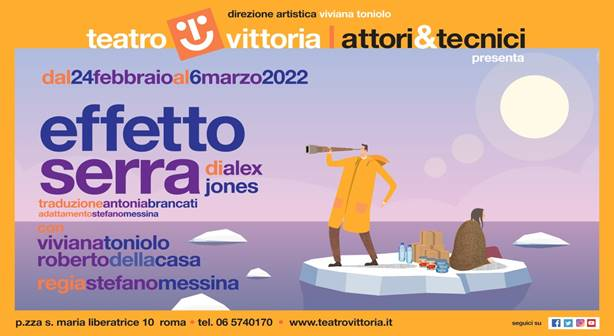 direzione artistica viviana toniolo
teatro vittoria | attori&tecnici
presenta
dal24febbraioal6marzo2022
effetto
serra dialex
jones
traduzioneantoniabrancati
adattamentostefanomessina
con
vivianatoniolo
robertodellacasa
regiastefanomessina
p.zza s. maria liberatrice 10 roma • tel. 06 5740170 • www.teatrovittoria.it
seguici su